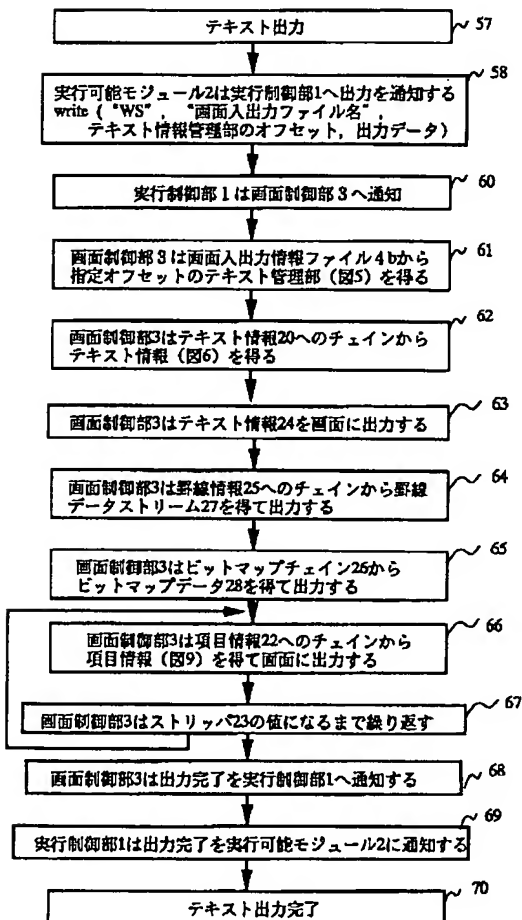 テキスト出力
57
実行可能モジュール2は実行制御部1へ出力を通知する
write ( "WS", "画面入出力ファイル名",
テキスト情報管理部のオフセット, 出力データ)
58
実行制御部1は画面制御部3へ通知
60
画面制御部3は画面入出力情報ファイル4bから
指定オフセットのテキスト管理部(図5)を得る
61
画面制御部3はテキスト情報20へのチェインから
テキスト情報(図6)を得る
62
画面制御部3はテキスト情報24を画面に出力する
63
画面制御部3は罫線情報25へのチェインから罫線
データストリーム27を得て出力する
64
画面制御部3はビットマップチェイン26から
ビットマップデータ28を得て出力する
65
画面制御部3は項目情報22へのチェインから
項目情報(図9)を得て画面に出力する
66
画面制御部3はストリッパ23の値になるまで繰り返す
67
画面制御部3は出力完了を実行制御部1へ通知する
68
実行制御部1は出力完了を実行可能モジュール2に通知する
69
テキスト出力完了
70